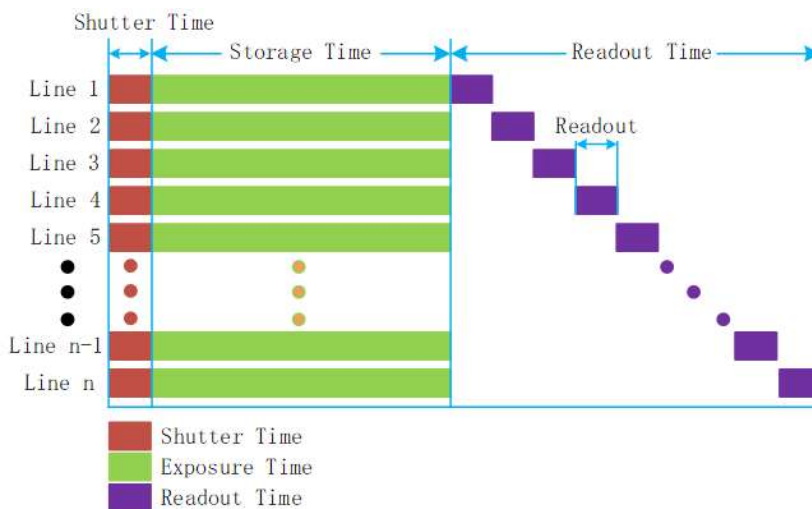 Shutter Time
Storage Time
Readout Time
Line 1
Line 2
Readout
Line 3
Line 4
Line 5
Line n-1
Line n
Shutter Time
Exposure Time
Readout Time